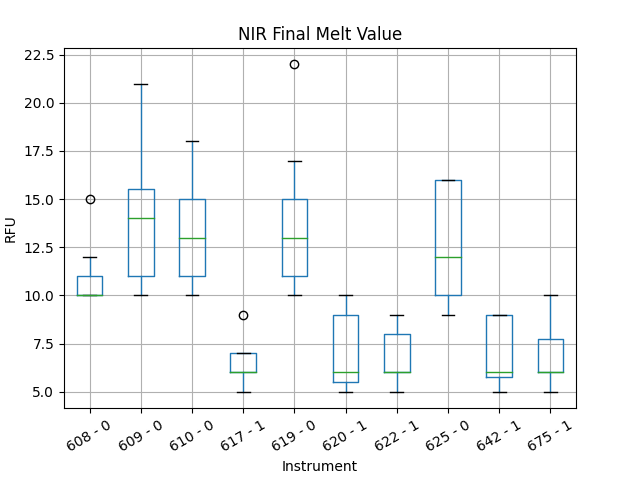 NIR Final Melt Value
22.5
20.0
17.5
15.0
12.5
10.0
7.5
5.0
RFU
608 - 0
609 - 0
610 - 0
617 - 1
619 - 0
620 - 1
622 - 1
625 - 0
642 - 1
675 - 1
Instrument